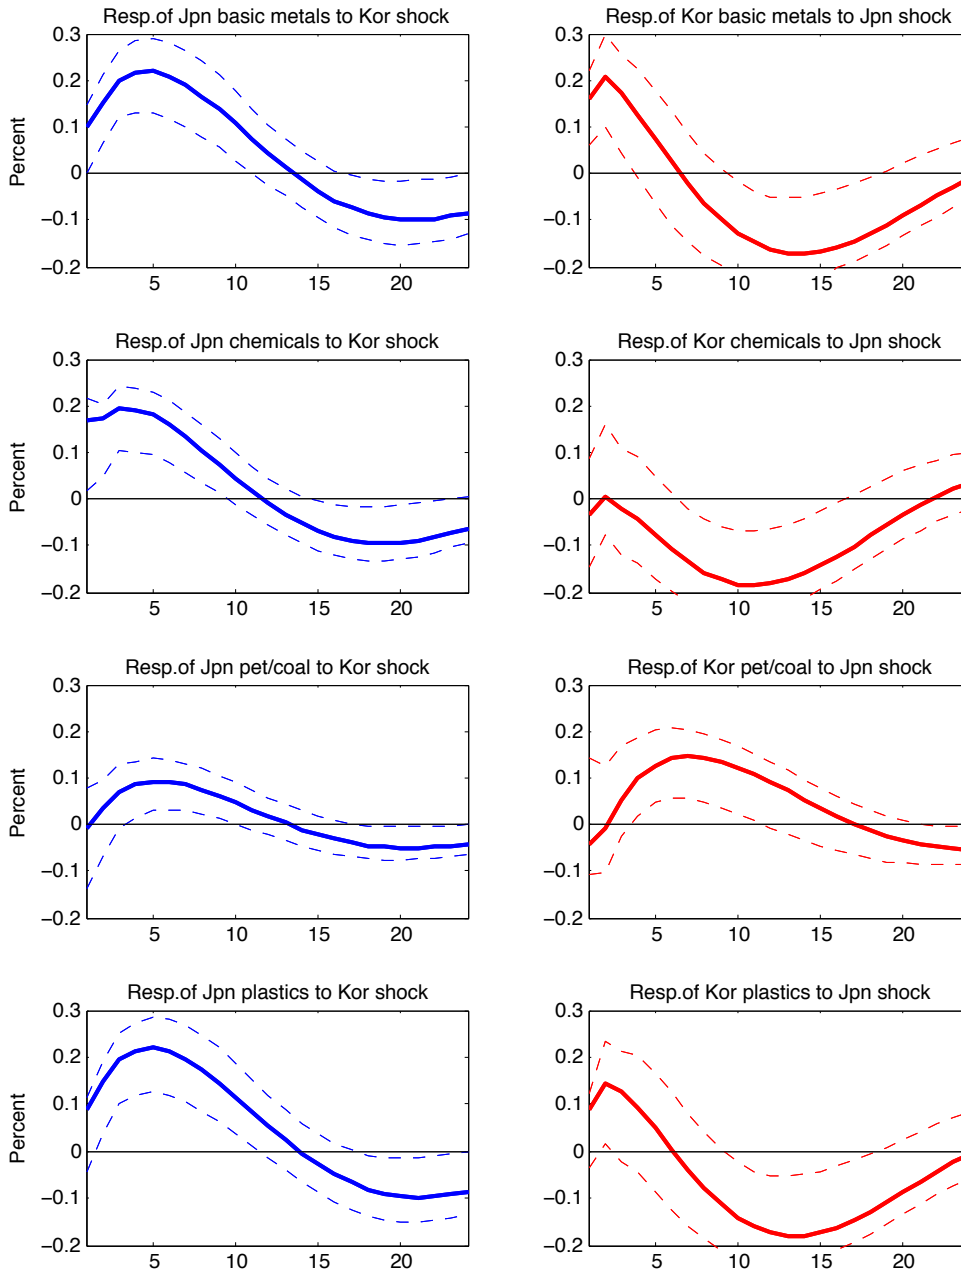 Resp.of Jpn basic metals to Kor shock
0.3
0.2
0.1
0
−0.1
−0.2
Percent
5 10 15 20
Resp.of Kor basic metals to Jpn shock
0.3
0.2
0.1
0
−0.1
−0.2
5 10 15 20
Resp.of Jpn chemicals to Kor shock
0.3
0.2
0.1
0
−0.1
−0.2
Percent
5 10 15 20
Resp.of Kor chemicals to Jpn shock
0.3
0.2
0.1
0
−0.1
−0.2
5 10 15 20
Resp.of Jpn pet/coal to Kor shock
0.3
0.2
0.1
0
−0.1
−0.2
Percent
5 10 15 20
Resp.of Kor pet/coal to Jpn shock
0.3
0.2
0.1
0
−0.1
−0.2
5 10 15 20
Resp.of Jpn plastics to Kor shock
0.3
0.2
0.1
0
−0.1
−0.2
Percent
5 10 15 20
Resp.of Kor plastics to Jpn shock
0.3
0.2
0.1
0
−0.1
−0.2
5 10 15 20